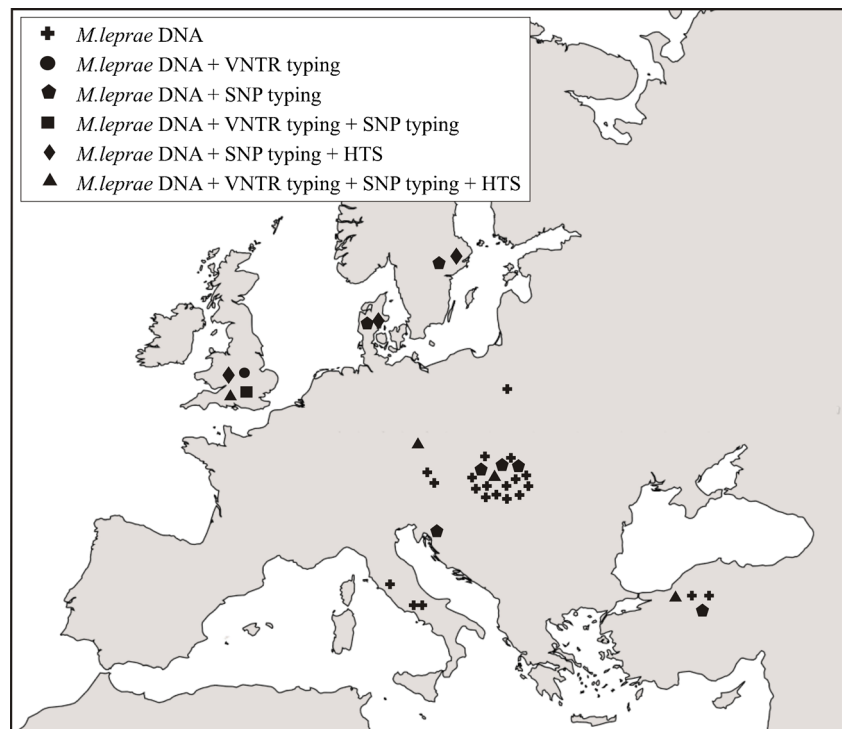 M.leprae DNA
M.leprae DNA + VNTR typing
M.leprae DNA + SNP typing
M.leprae DNA + VNTR typing + SNP typing
M.leprae DNA + SNP typing + HTS
M.leprae DNA + VNTR typing + SNP typing + HTS